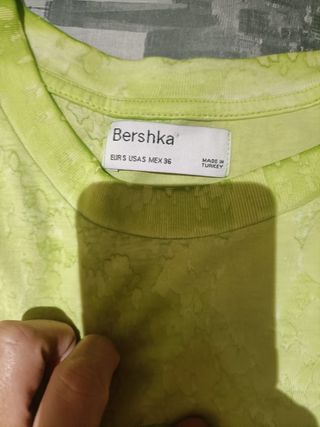 Bershka
EUR S USA S MEX 36
MADE IN
TURKEY